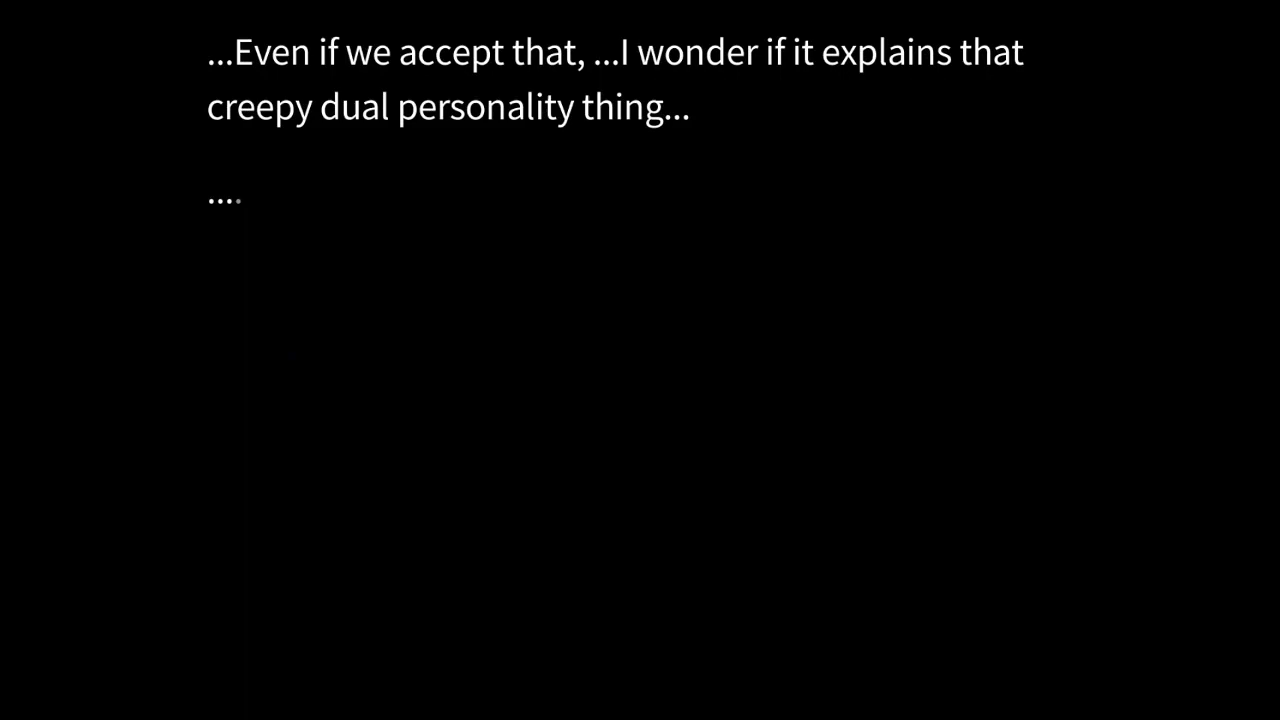 ...Even if we accept that, ...I wonder if it explains that
creepy dual personality thing...
....